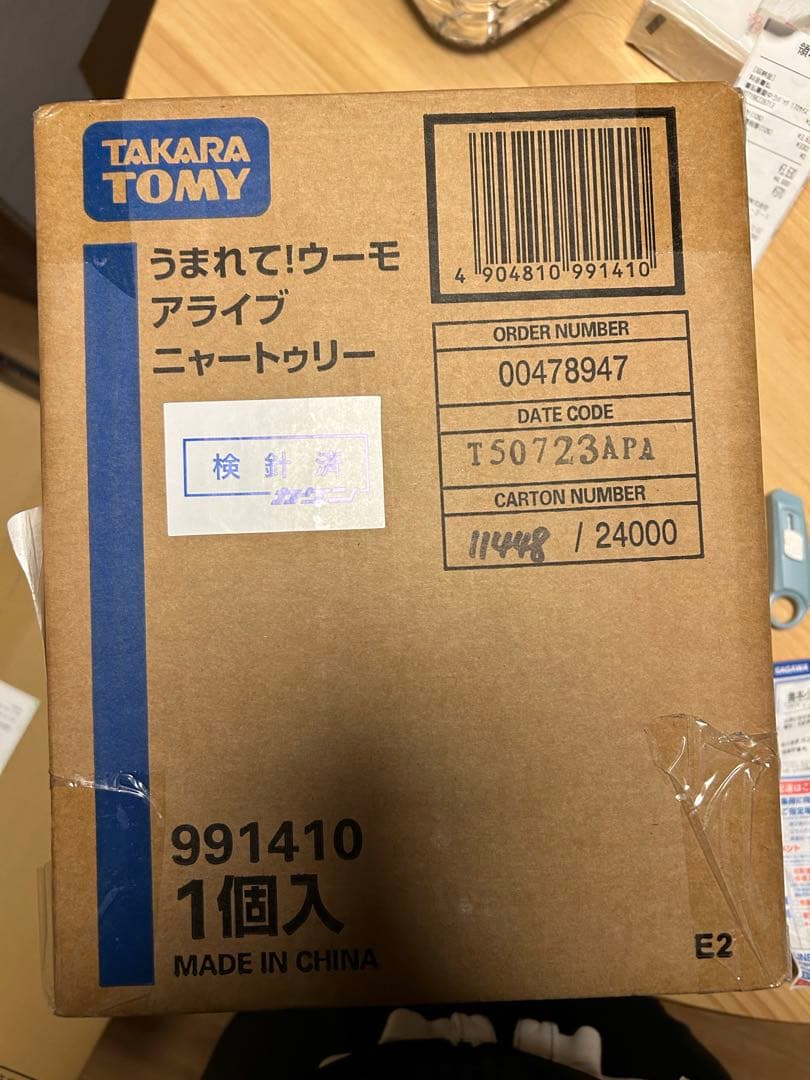 TAKARA
TOMY
うまれて!ウーモ
アライブ
ニャートゥリー
4 904810 991410
ORDER NUMBER
00478947
DATE CODE
T50723APA
CARTON NUMBER
11448 / 24000
検針済
991410
1個入
MADE IN CHINA
E2
SAGAWA